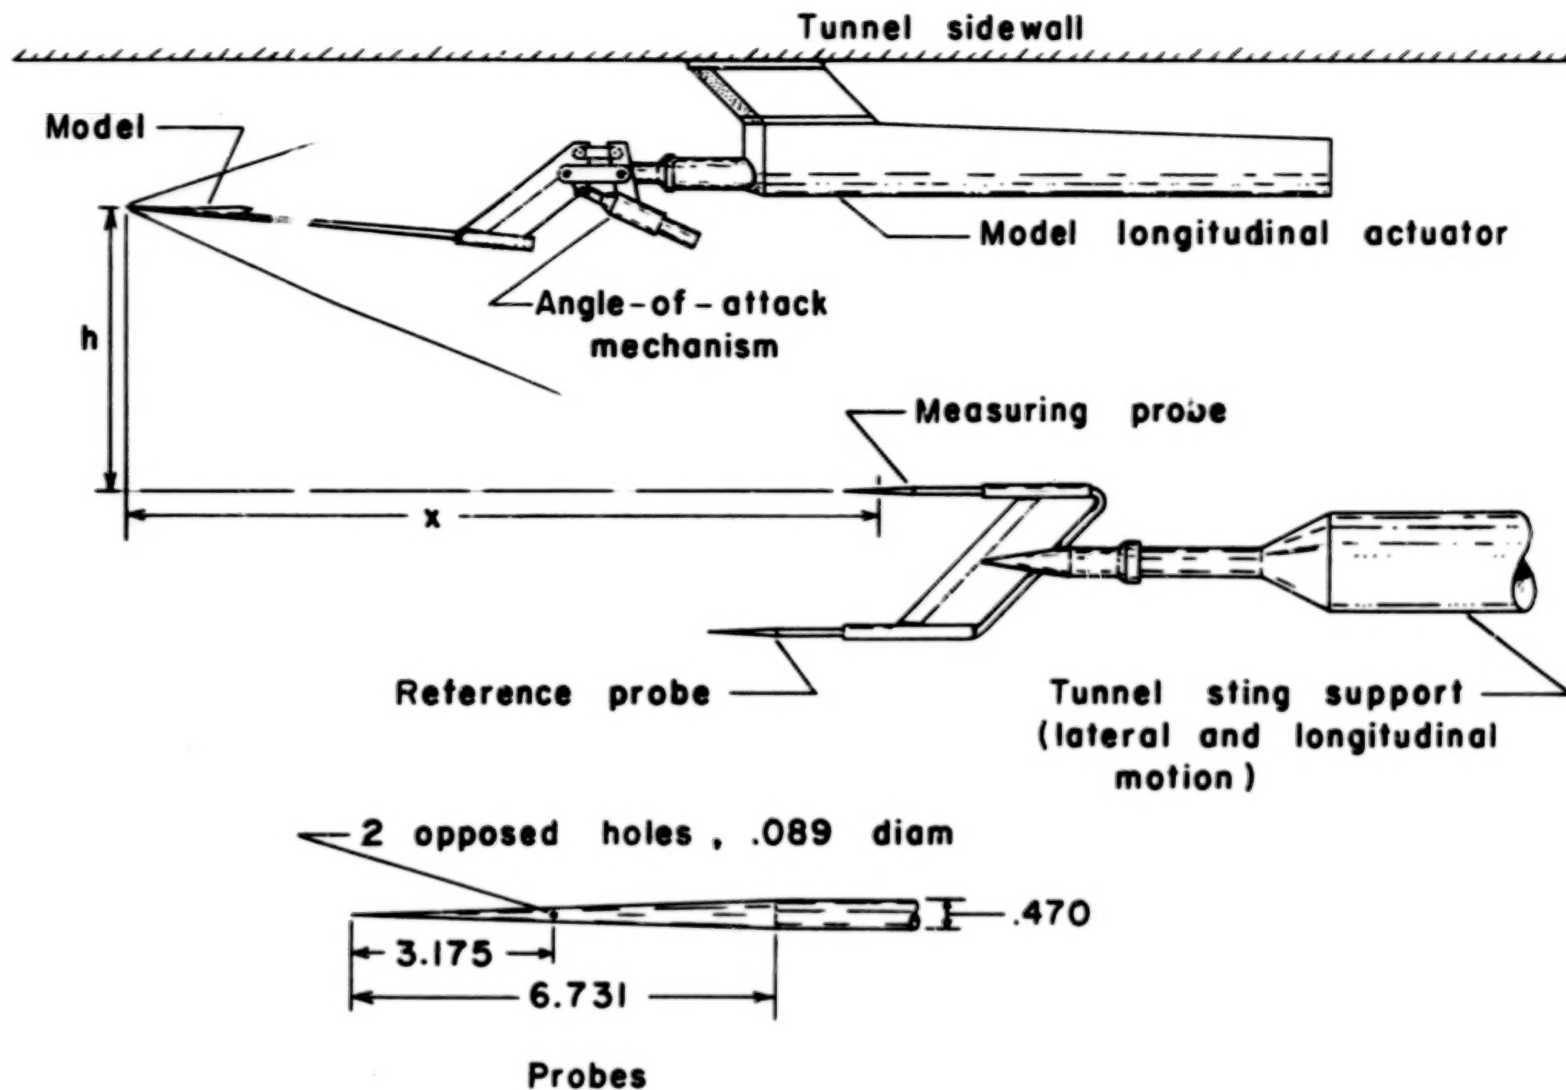 Tunnel sidewall
Model
Model longitudinal actuator
Angle-of-attack
mechanism
h
Measuring probe
x
Reference probe
Tunnel sting support
(lateral and longitudinal
motion)
2 opposed holes, .089 diam
.470
3.175
6.731
Probes